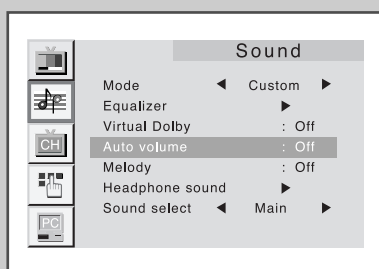 Sound
Mode ◀ Custom ▶
Equalizer ▶
Virtual Dolby : Off
Auto volume : Off
Melody : Off
Headphone sound ▶
Sound select ◀ Main ▶
CH
PC